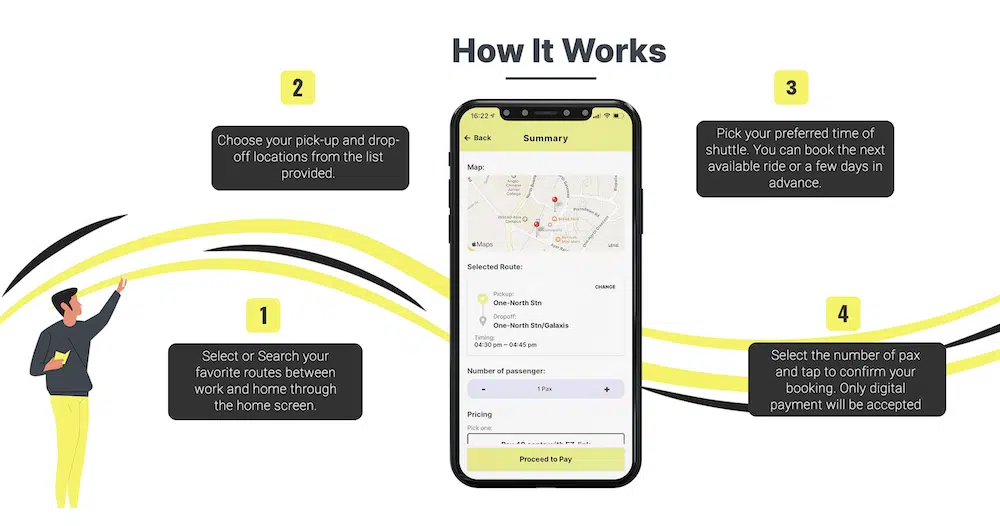 How It Works
2
Choose your pick-up and drop-
off locations from the list
provided.
1
Select or Search your
favorite routes between
work and home through
the home screen.
16:22
Back
Summary
Map:
Anglo
Chinese
Junior
College
Maps
LEGAL
Selected Route:
CHANGE
Pickup:
One-North Stn
Dropoff:
One-North Stn/Galaxis
Timing:
04:30 pm – 04:45 pm
Number of passenger:
-
1 Pax
+
Pricing
Pick one:
Proceed to Pay
3
Pick your preferred time of
shuttle. You can book the next
available ride or a few days in
advance.
4
Select the number of pax
and tap to confirm your
booking. Only digital
payment will be accepted